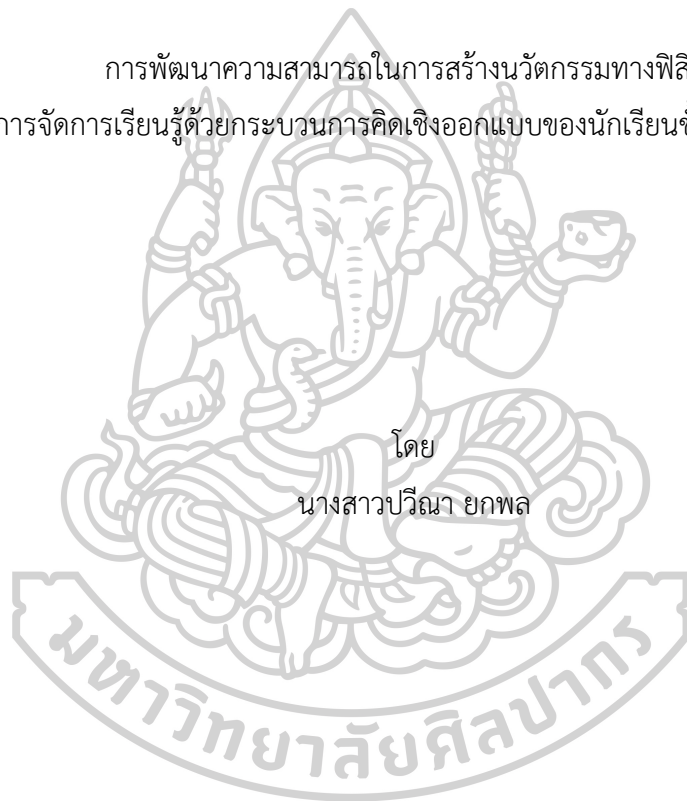 การพัฒนาความสามารถในการสร้างนวัตกรรมทางฟิสิ
การจัดการเรียนรู้ด้วยกระบวนการคิดเชิงออกแบบของนักเรียนชั
โดย
นางสาวปวีณา ยกพล
มหาวิทยาลัยศิลปากร